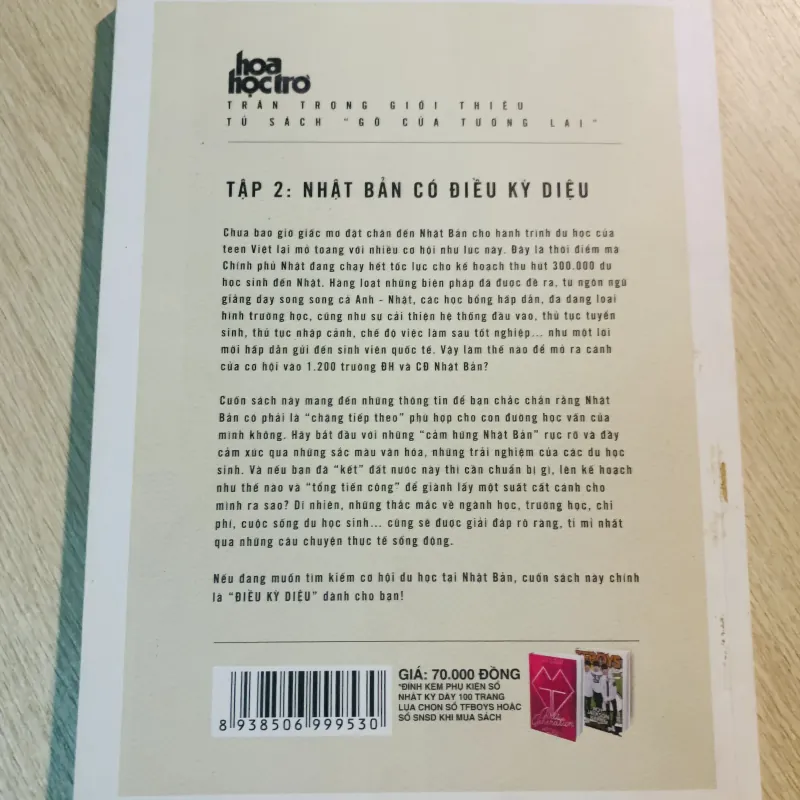 hoa
học trò
TRÂN TRỌNG GIỚI THIỆU
TỦ SÁCH "GÕ CỬA TƯƠNG LAI"
TẬP 2: NHẬT BẢN CÓ ĐIỀU KỲ DIỆU
Chưa bao giờ giấc mơ đặt chân đến Nhật Bản cho hành trình du học của
teen Việt lại mở toang với nhiều cơ hội như lúc này. Đây là thời điểm mà
Chính phủ Nhật đang chạy hết tốc lực cho kế hoạch thu hút 300.000 du
học sinh đến Nhật. Hàng loạt những biện pháp đã được đề ra, từ ngôn ngữ
giảng dạy song song cả Anh - Nhật, các học bổng hấp dẫn, đa dạng loại
hình trường học, cũng như sự cải thiện hệ thống đầu vào, thủ tục tuyển
sinh, thủ tục nhập cảnh, chế độ việc làm sau tốt nghiệp... như một lời
mời hấp dẫn gửi đến sinh viên quốc tế. Vậy làm thế nào để mở ra cánh
cửa cơ hội vào 1.200 trường ĐH và CĐ Nhật Bản?
Cuốn sách này mang đến những thông tin để bạn chắc chắn rằng Nhật
Bản có phải là "chặng tiếp theo" phù hợp cho con đường học vấn của
mình không. Hãy bắt đầu với những "cảm hứng Nhật Bản" rực rỡ và đầy
cảm xúc qua những sắc màu văn hóa, những trải nghiệm của các du học
sinh. Và nếu bạn đã "kết" đất nước này thì cần chuẩn bị gì, lên kế hoạch
như thế nào và "tổng tiến công" để giành lấy một suất cất cánh cho
mình ra sao? Dĩ nhiên, những thắc mắc về ngành học, trường học, chi
phí, cuộc sống du học sinh... cũng sẽ được giải đáp rõ ràng, tỉ mỉ nhất
qua những câu chuyện thực tế sống động.
Nếu đang muốn tìm kiếm cơ hội du học tại Nhật Bản, cuốn sách này chính
là "ĐIỀU KỲ DIỆU" dành cho bạn!
GIÁ: 70.000 ĐỒNG
*ĐÍNH KÈM PHỤ KIỆN SỔ
NHẬT KÝ DÀY 100 TRANG
LỰA CHỌN SỔ TFBOYS HOẶC
SỔ SNSD KHI MUA SÁCH
8 938506 999530